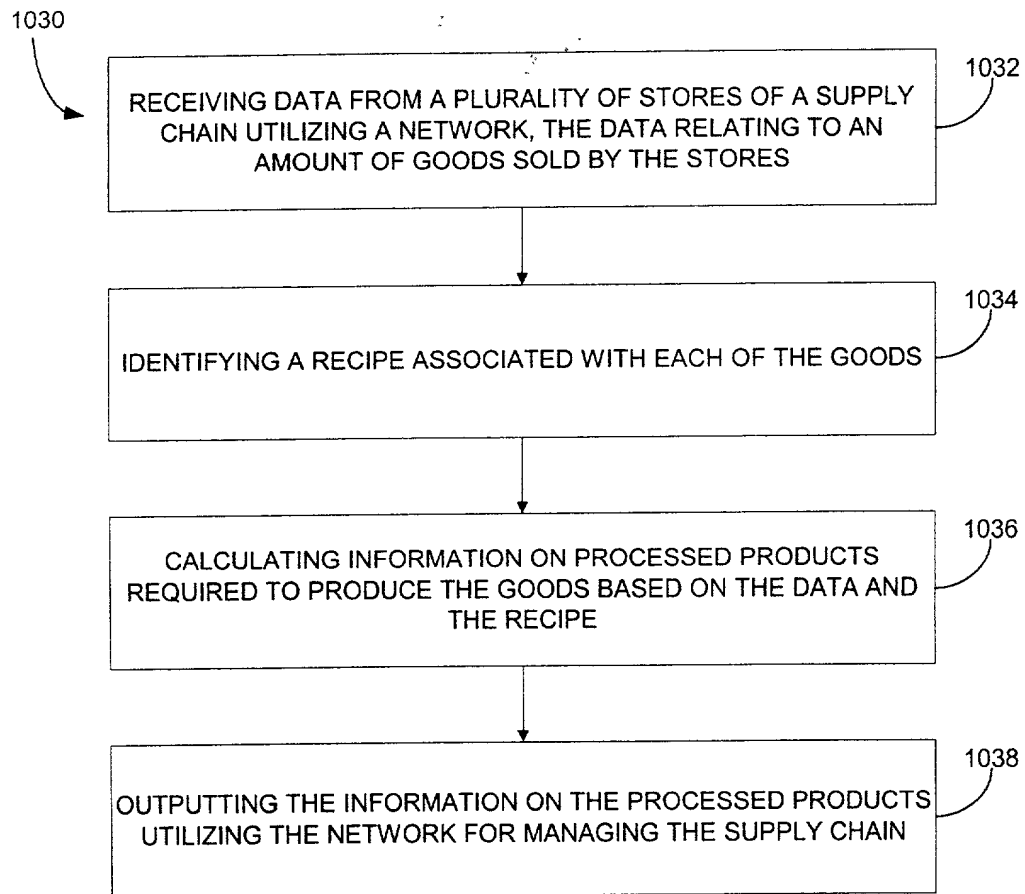 1030
1032
RECEIVING DATA FROM A PLURALITY OF STORES OF A SUPPLY
CHAIN UTILIZING A NETWORK, THE DATA RELATING TO AN
AMOUNT OF GOODS SOLD BY THE STORES
1034
IDENTIFYING A RECIPE ASSOCIATED WITH EACH OF THE GOODS
1036
CALCULATING INFORMATION ON PROCESSED PRODUCTS
REQUIRED TO PRODUCE THE GOODS BASED ON THE DATA AND
THE RECIPE
1038
OUTPUTTING THE INFORMATION ON THE PROCESSED PRODUCTS
UTILIZING THE NETWORK FOR MANAGING THE SUPPLY CHAIN